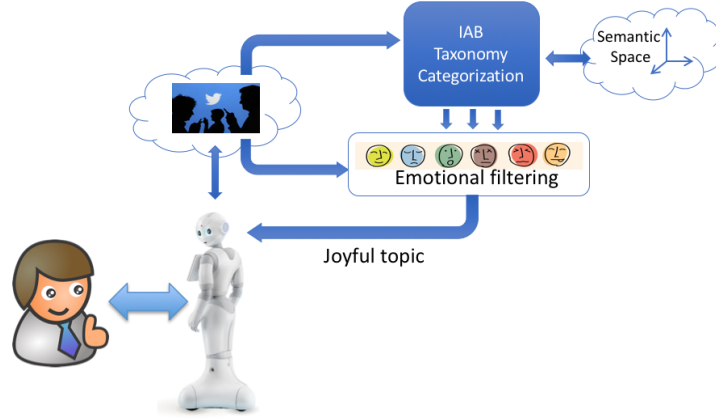 IAB
Taxonomy
Categorization
Semantic
Space
Emotional filtering
Joyful topic